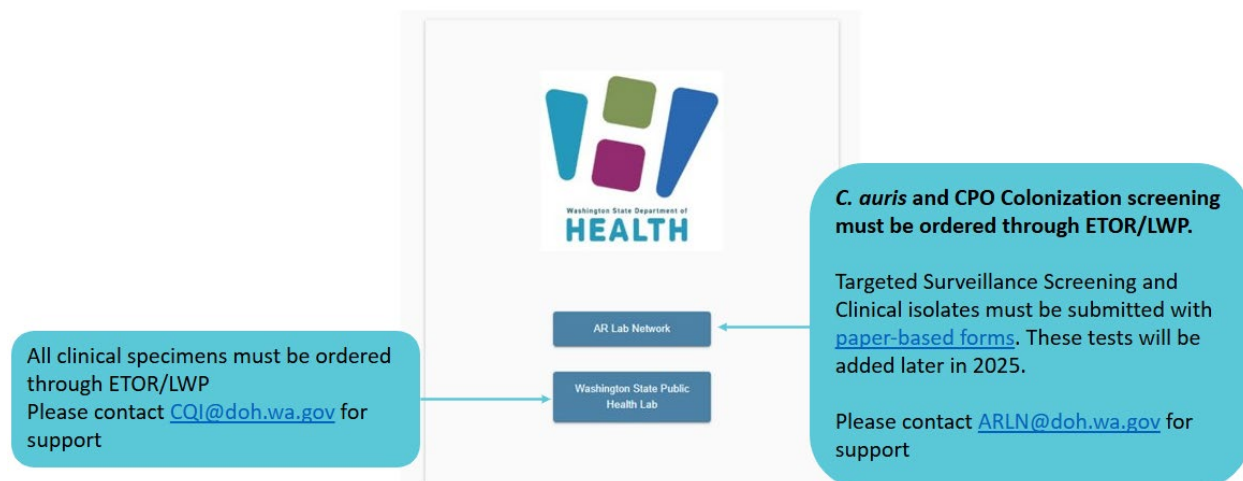 Washington State Department of
HEALTH
AR Lab Network
Washington State Public
Health Lab
All clinical specimens must be ordered
through ETOR/LWP
Please contact CQI@doh.wa.gov for
support
C. auris and CPO Colonization screening
must be ordered through ETOR/LWP.
Targeted Surveillance Screening and
Clinical isolates must be submitted with
paper-based forms. These tests will be
added later in 2025.
Please contact ARLN@doh.wa.gov for
support